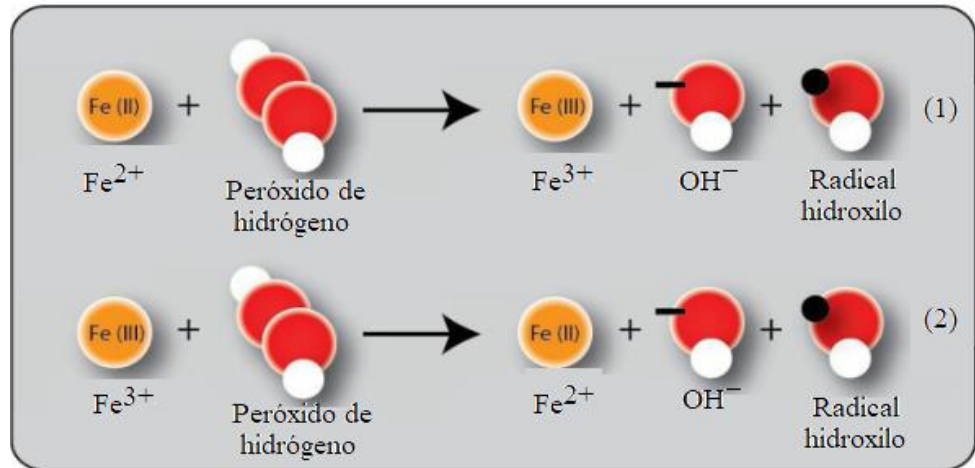 Fe (II) + → Fe (III) + + (1)
Fe2+ Peróxido de hidrógeno Fe3+ OH− Radical hidroxilo
Fe (III) + → Fe (II) + + (2)
Fe3+ Peróxido de hidrógeno Fe2+ OH− Radical hidroxilo